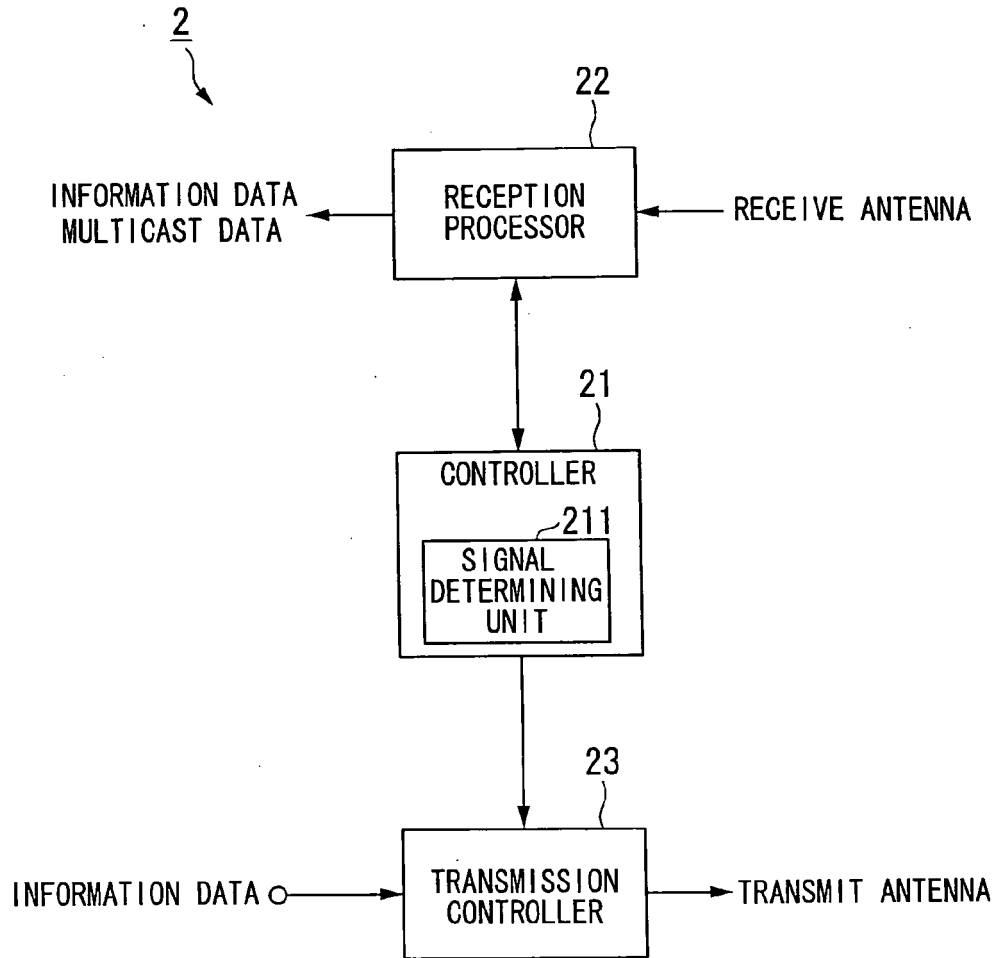 2
22
RECEPTION
PROCESSOR
INFORMATION DATA
MULTICAST DATA
RECEIVE ANTENNA
21
CONTROLLER
211
SIGNAL
DETERMINING
UNIT
23
INFORMATION DATA
TRANSMISSION
CONTROLLER
TRANSMIT ANTENNA